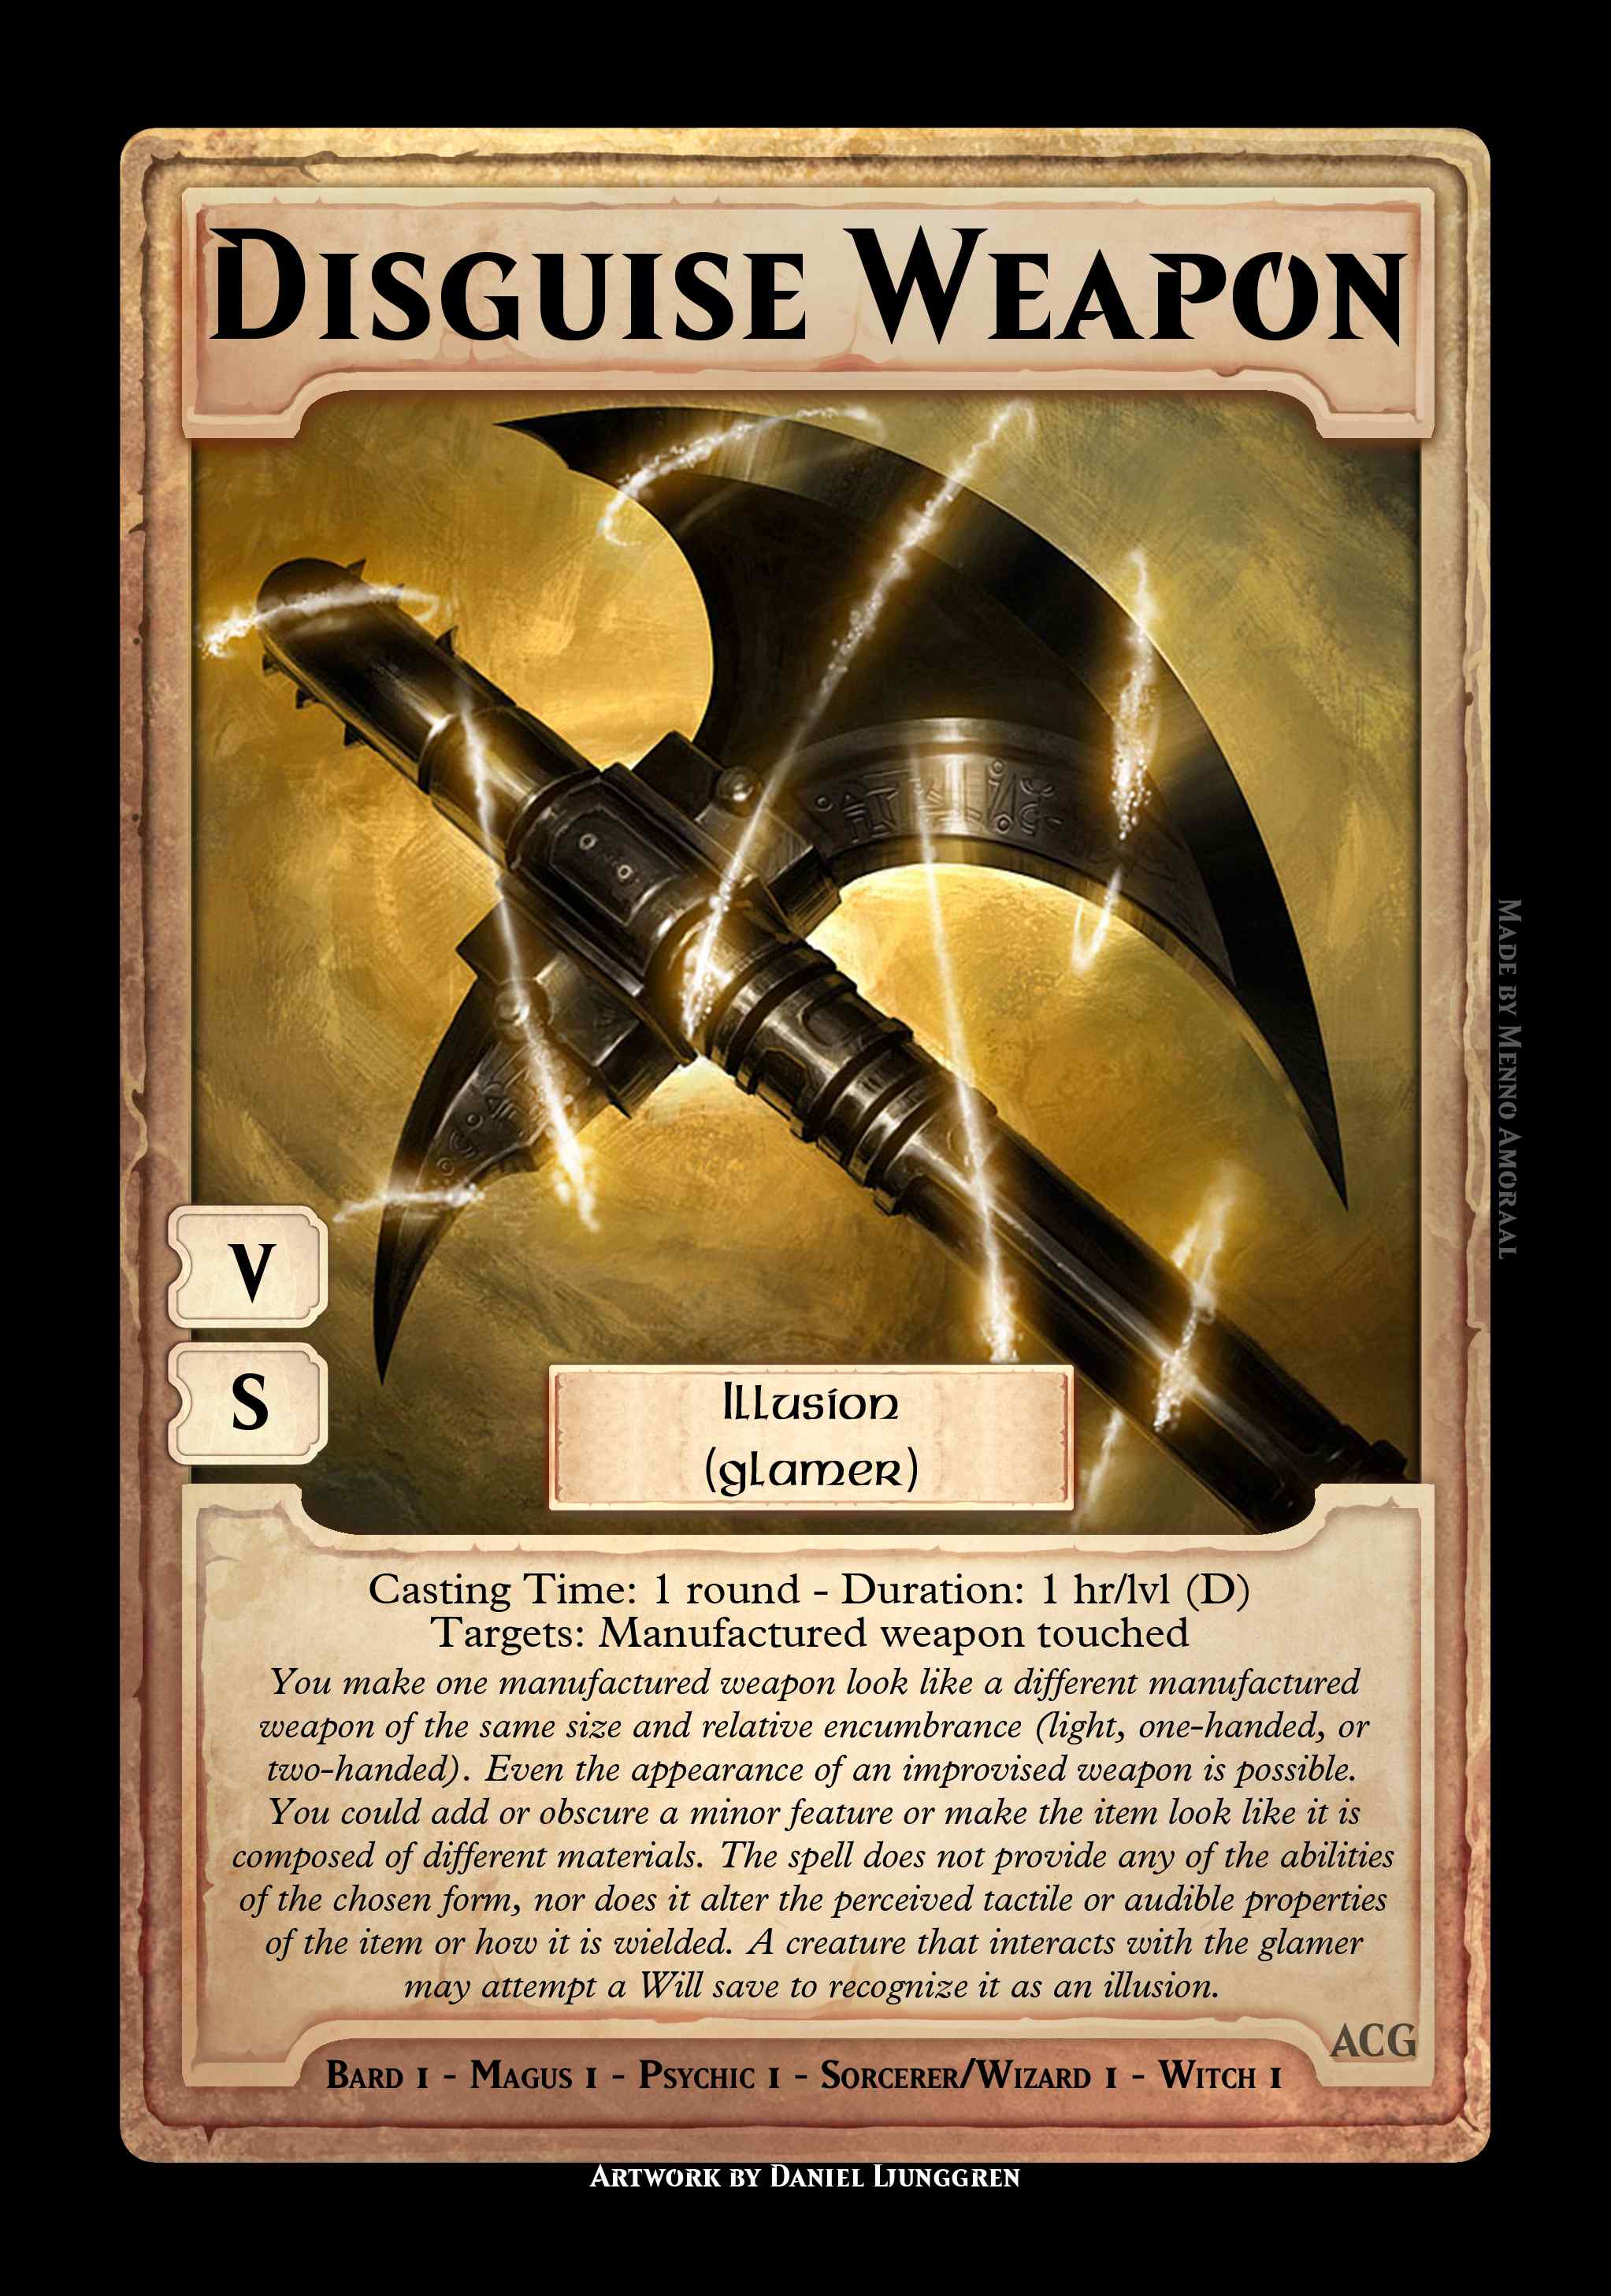 Disguise Weapon
V
S
Illusion
(glamer)
Casting Time: 1 round - Duration: 1 hr/lvl (D)
Targets: Manufactured weapon touched
You make one manufactured weapon look like a different manufactured
weapon of the same size and relative encumbrance (light, one-handed, or
two-handed). Even the appearance of an improvised weapon is possible.
You could add or obscure a minor feature or make the item look like it is
composed of different materials. The spell does not provide any of the abilities
of the chosen form, nor does it alter the perceived tactile or audible properties
of the item or how it is wielded. A creature that interacts with the glamer
may attempt a Will save to recognize it as an illusion.
ACG
Bard 1 - Magus 1 - Psychic 1 - Sorcerer/Wizard 1 - Witch 1
Artwork by Daniel Ljunggren
Made by Menno Amoraal